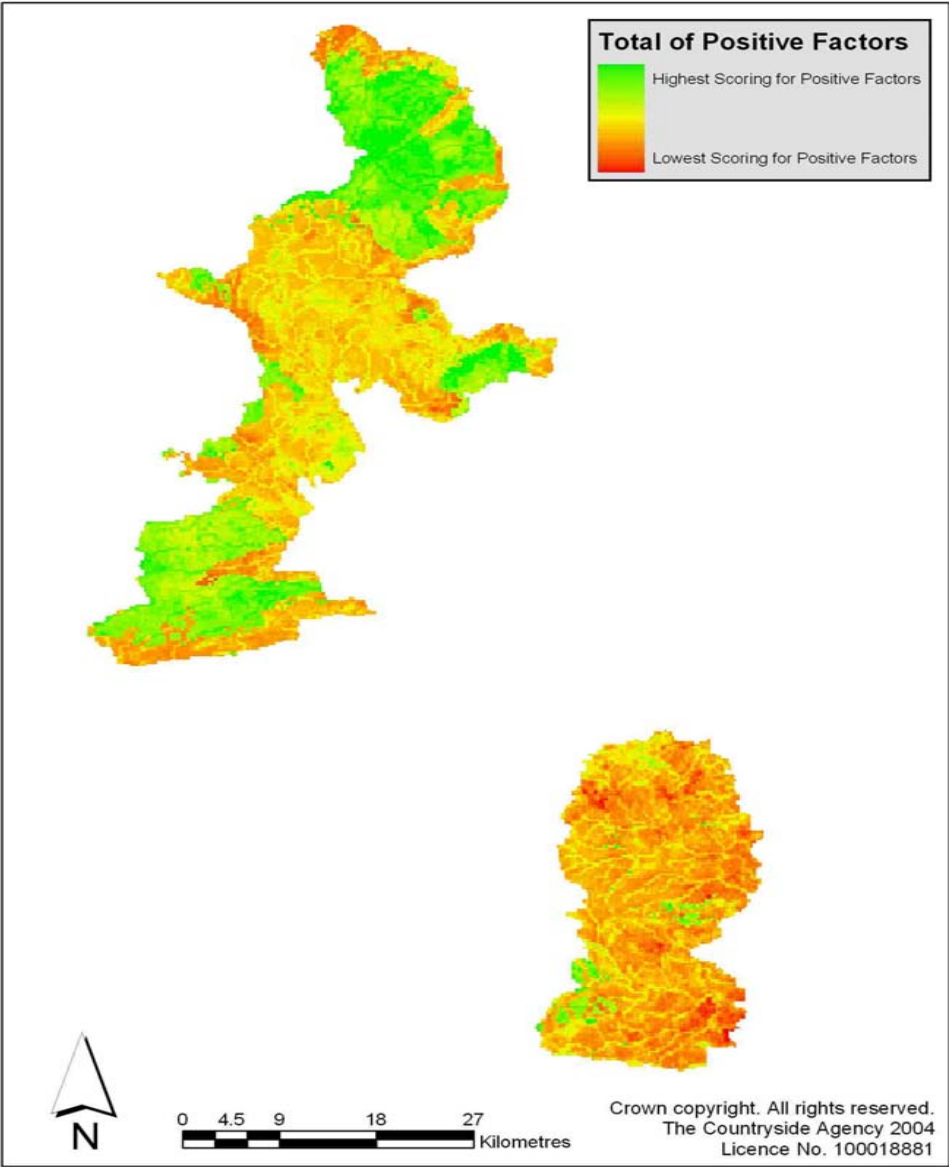 Total of Positive Factors
Highest Scoring for Positive Factors
Lowest Scoring for Positive Factors
N
0 4.5 9 18 27
Kilometres
Crown copyright. All rights reserved.
The Countryside Agency 2004
Licence No. 100018881